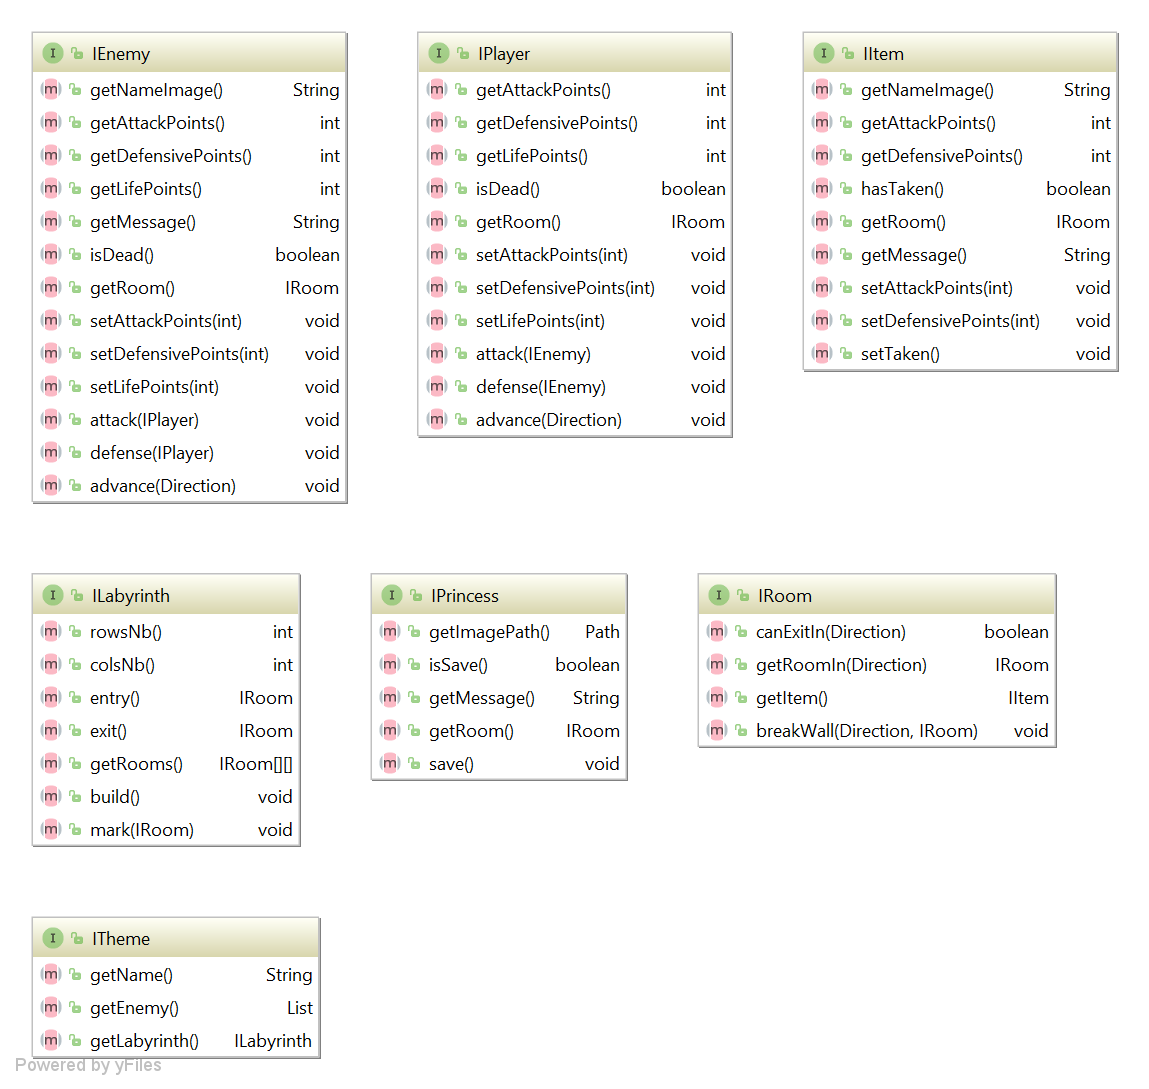 IEnemy
getNameImage() String
getAttackPoints() int
getDefensivePoints() int
getLifePoints() int
getMessage() String
isDead() boolean
getRoom() IRoom
setAttackPoints(int) void
setDefensivePoints(int) void
setLifePoints(int) void
attack(IPlayer) void
defense(IPlayer) void
advance(Direction) void
IPlayer
getAttackPoints() int
getDefensivePoints() int
getLifePoints() int
isDead() boolean
getRoom() IRoom
setAttackPoints(int) void
setDefensivePoints(int) void
setLifePoints(int) void
attack(IEnemy) void
defense(IEnemy) void
advance(Direction) void
IItem
getNameImage() String
getAttackPoints() int
getDefensivePoints() int
hasTaken() boolean
getRoom() IRoom
getMessage() String
setAttackPoints(int) void
setDefensivePoints(int) void
setTaken() void
ILabyrinth
rowsNb() int
colsNb() int
entry() IRoom
exit() IRoom
getRooms() IRoom[][]
build() void
mark(IRoom) void
IPrincess
getImagePath() Path
isSave() boolean
getMessage() String
getRoom() IRoom
save() void
IRoom
canExitIn(Direction) boolean
getRoomIn(Direction) IRoom
getItem() IItem
breakWall(Direction, IRoom) void
ITheme
getName() String
getEnemy() List
getLabyrinth() ILabyrinth
Powered by yFiles